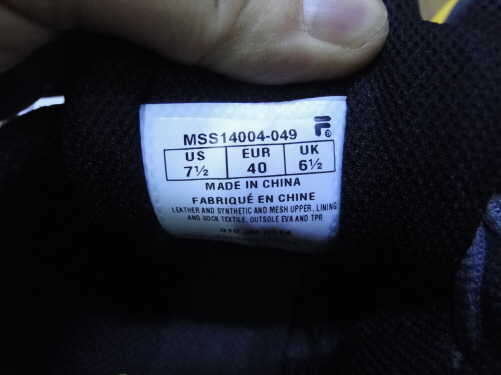 MSS14004-049
US EUR UK
7½ 40 6½
MADE IN CHINA
FABRIQUÉ EN CHINE
LEATHER AND SYNTHETIC AND MESH UPPER, LINING
AND SOCK TEXTILE, OUTSOLE EVA AND TPR